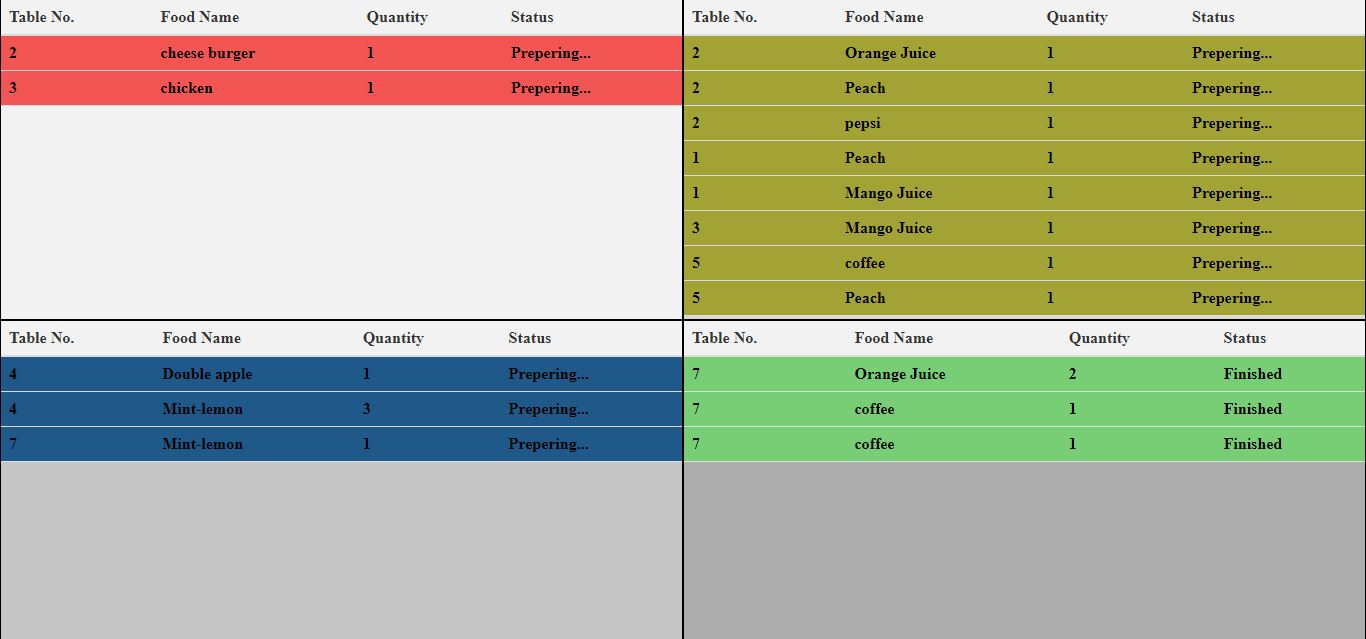 Table No. Food Name Quantity Status
2 cheese burger 1 Prepering...
3 chicken 1 Prepering...
Table No. Food Name Quantity Status
2 Orange Juice 1 Prepering...
2 Peach 1 Prepering...
2 pepsi 1 Prepering...
1 Peach 1 Prepering...
1 Mango Juice 1 Prepering...
3 Mango Juice 1 Prepering...
5 coffee 1 Prepering...
5 Peach 1 Prepering...
Table No. Food Name Quantity Status
4 Double apple 1 Prepering...
4 Mint-lemon 3 Prepering...
7 Mint-lemon 1 Prepering...
Table No. Food Name Quantity Status
7 Orange Juice 2 Finished
7 coffee 1 Finished
7 coffee 1 Finished